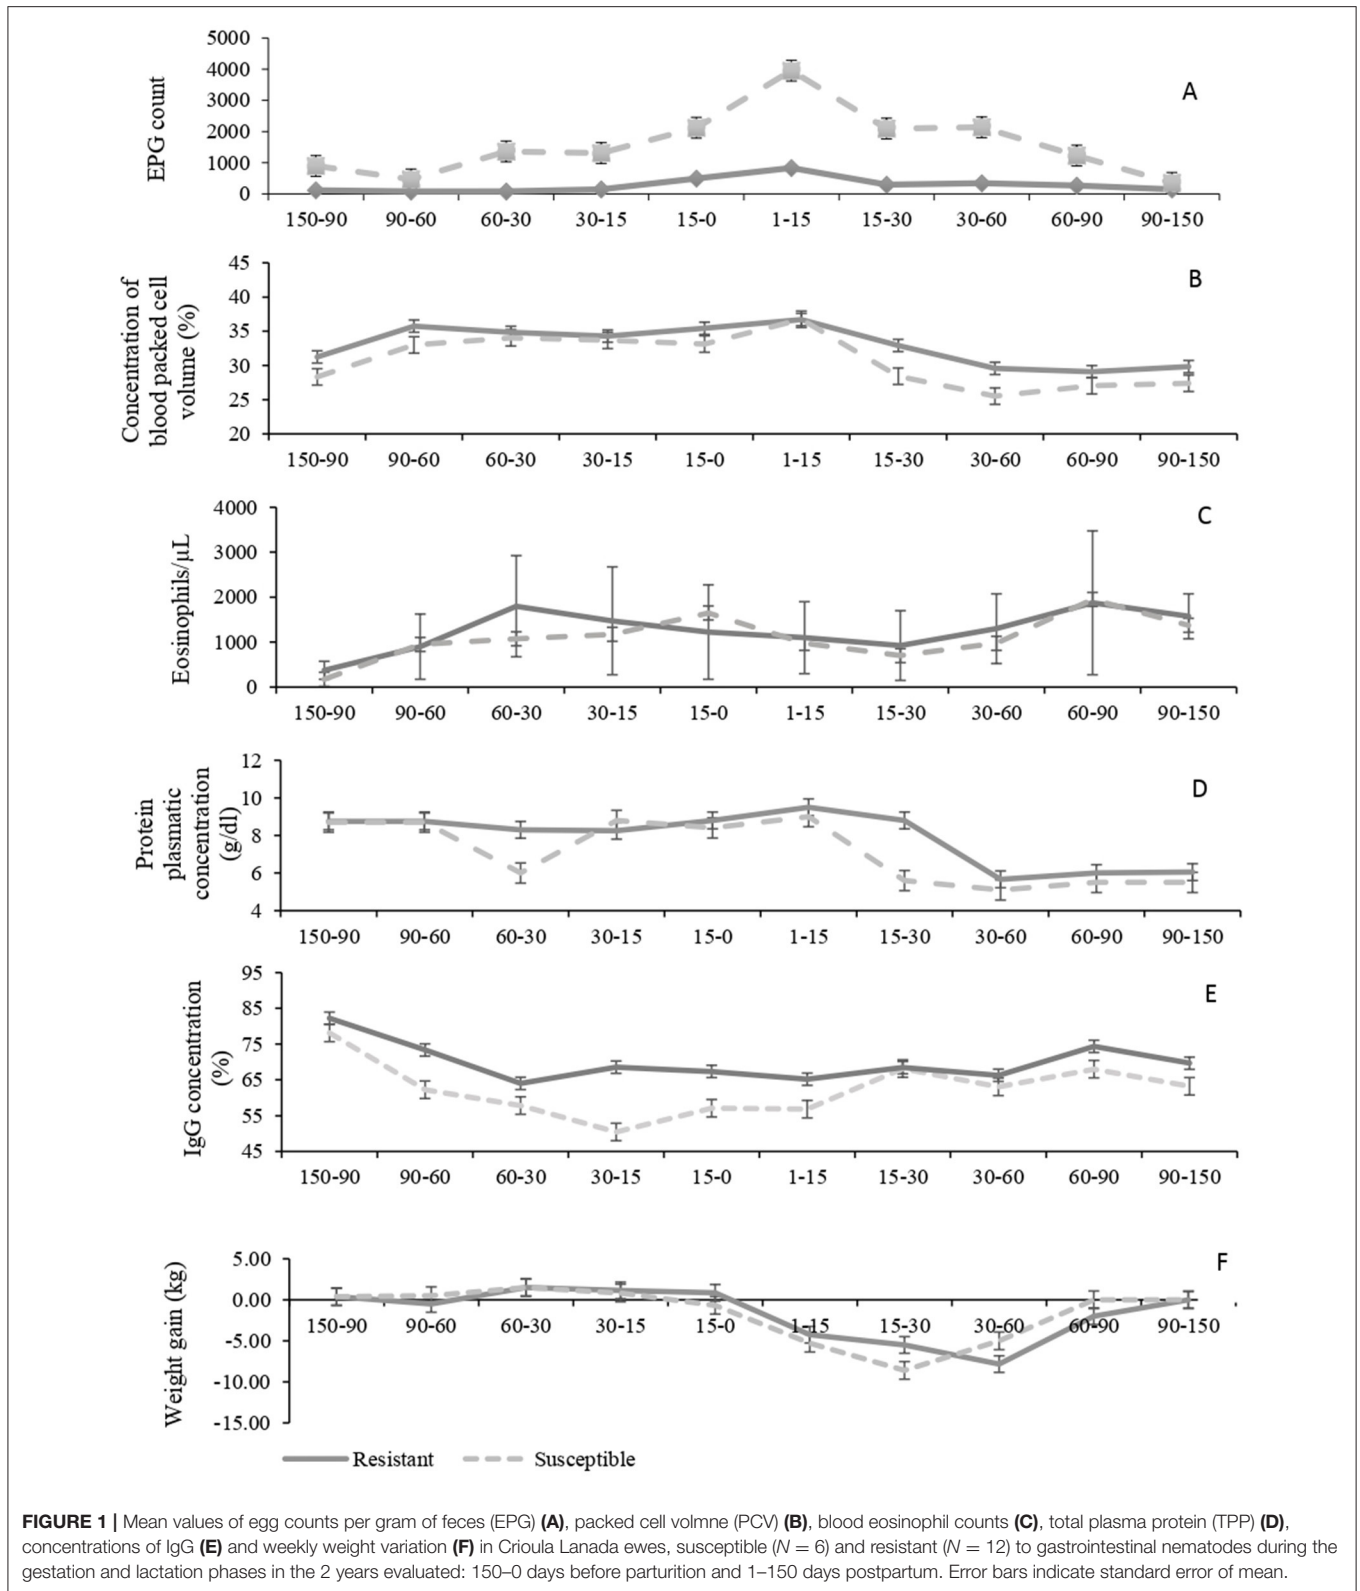 5000
4000
3000
2000
1000
0
EPG count
A
150-90 90-60 60-30 30-15 15-0 1-15 15-30 30-60 60-90 90-150
45
40
35
30
25
20
Concentration of
blood packed cell
volume (%)
B
150-90 90-60 60-30 30-15 15-0 1-15 15-30 30-60 60-90 90-150
4000
3000
2000
1000
0
Eosinophils/µL
C
150-90 90-60 60-30 30-15 15-0 1-15 15-30 30-60 60-90 90-150
12
10
8
6
4
Protein
plasmatic
concentration
(g/dl)
D
150-90 90-60 60-30 30-15 15-0 1-15 15-30 30-60 60-90 90-150
95
85
75
65
55
45
IgG concentration
(%)
E
150-90 90-60 60-30 30-15 15-0 1-15 15-30 30-60 60-90 90-150
5.00
0.00
-5.00
-10.00
-15.00
Weight gain (kg)
F
150-90 90-60 60-30 30-15 15-0 1-15 15-30 30-60 60-90 90-150
Resistant Susceptible
FIGURE 1 | Mean values of egg counts per gram of feces (EPG) (A), packed cell volmne (PCV) (B), blood eosinophil counts (C), total plasma protein (TPP) (D),
concentrations of IgG (E) and weekly weight variation (F) in Crioula Lanada ewes, susceptible (N = 6) and resistant (N = 12) to gastrointestinal nematodes during the
gestation and lactation phases in the 2 years evaluated: 150–0 days before parturition and 1–150 days postpartum. Error bars indicate standard error of mean.